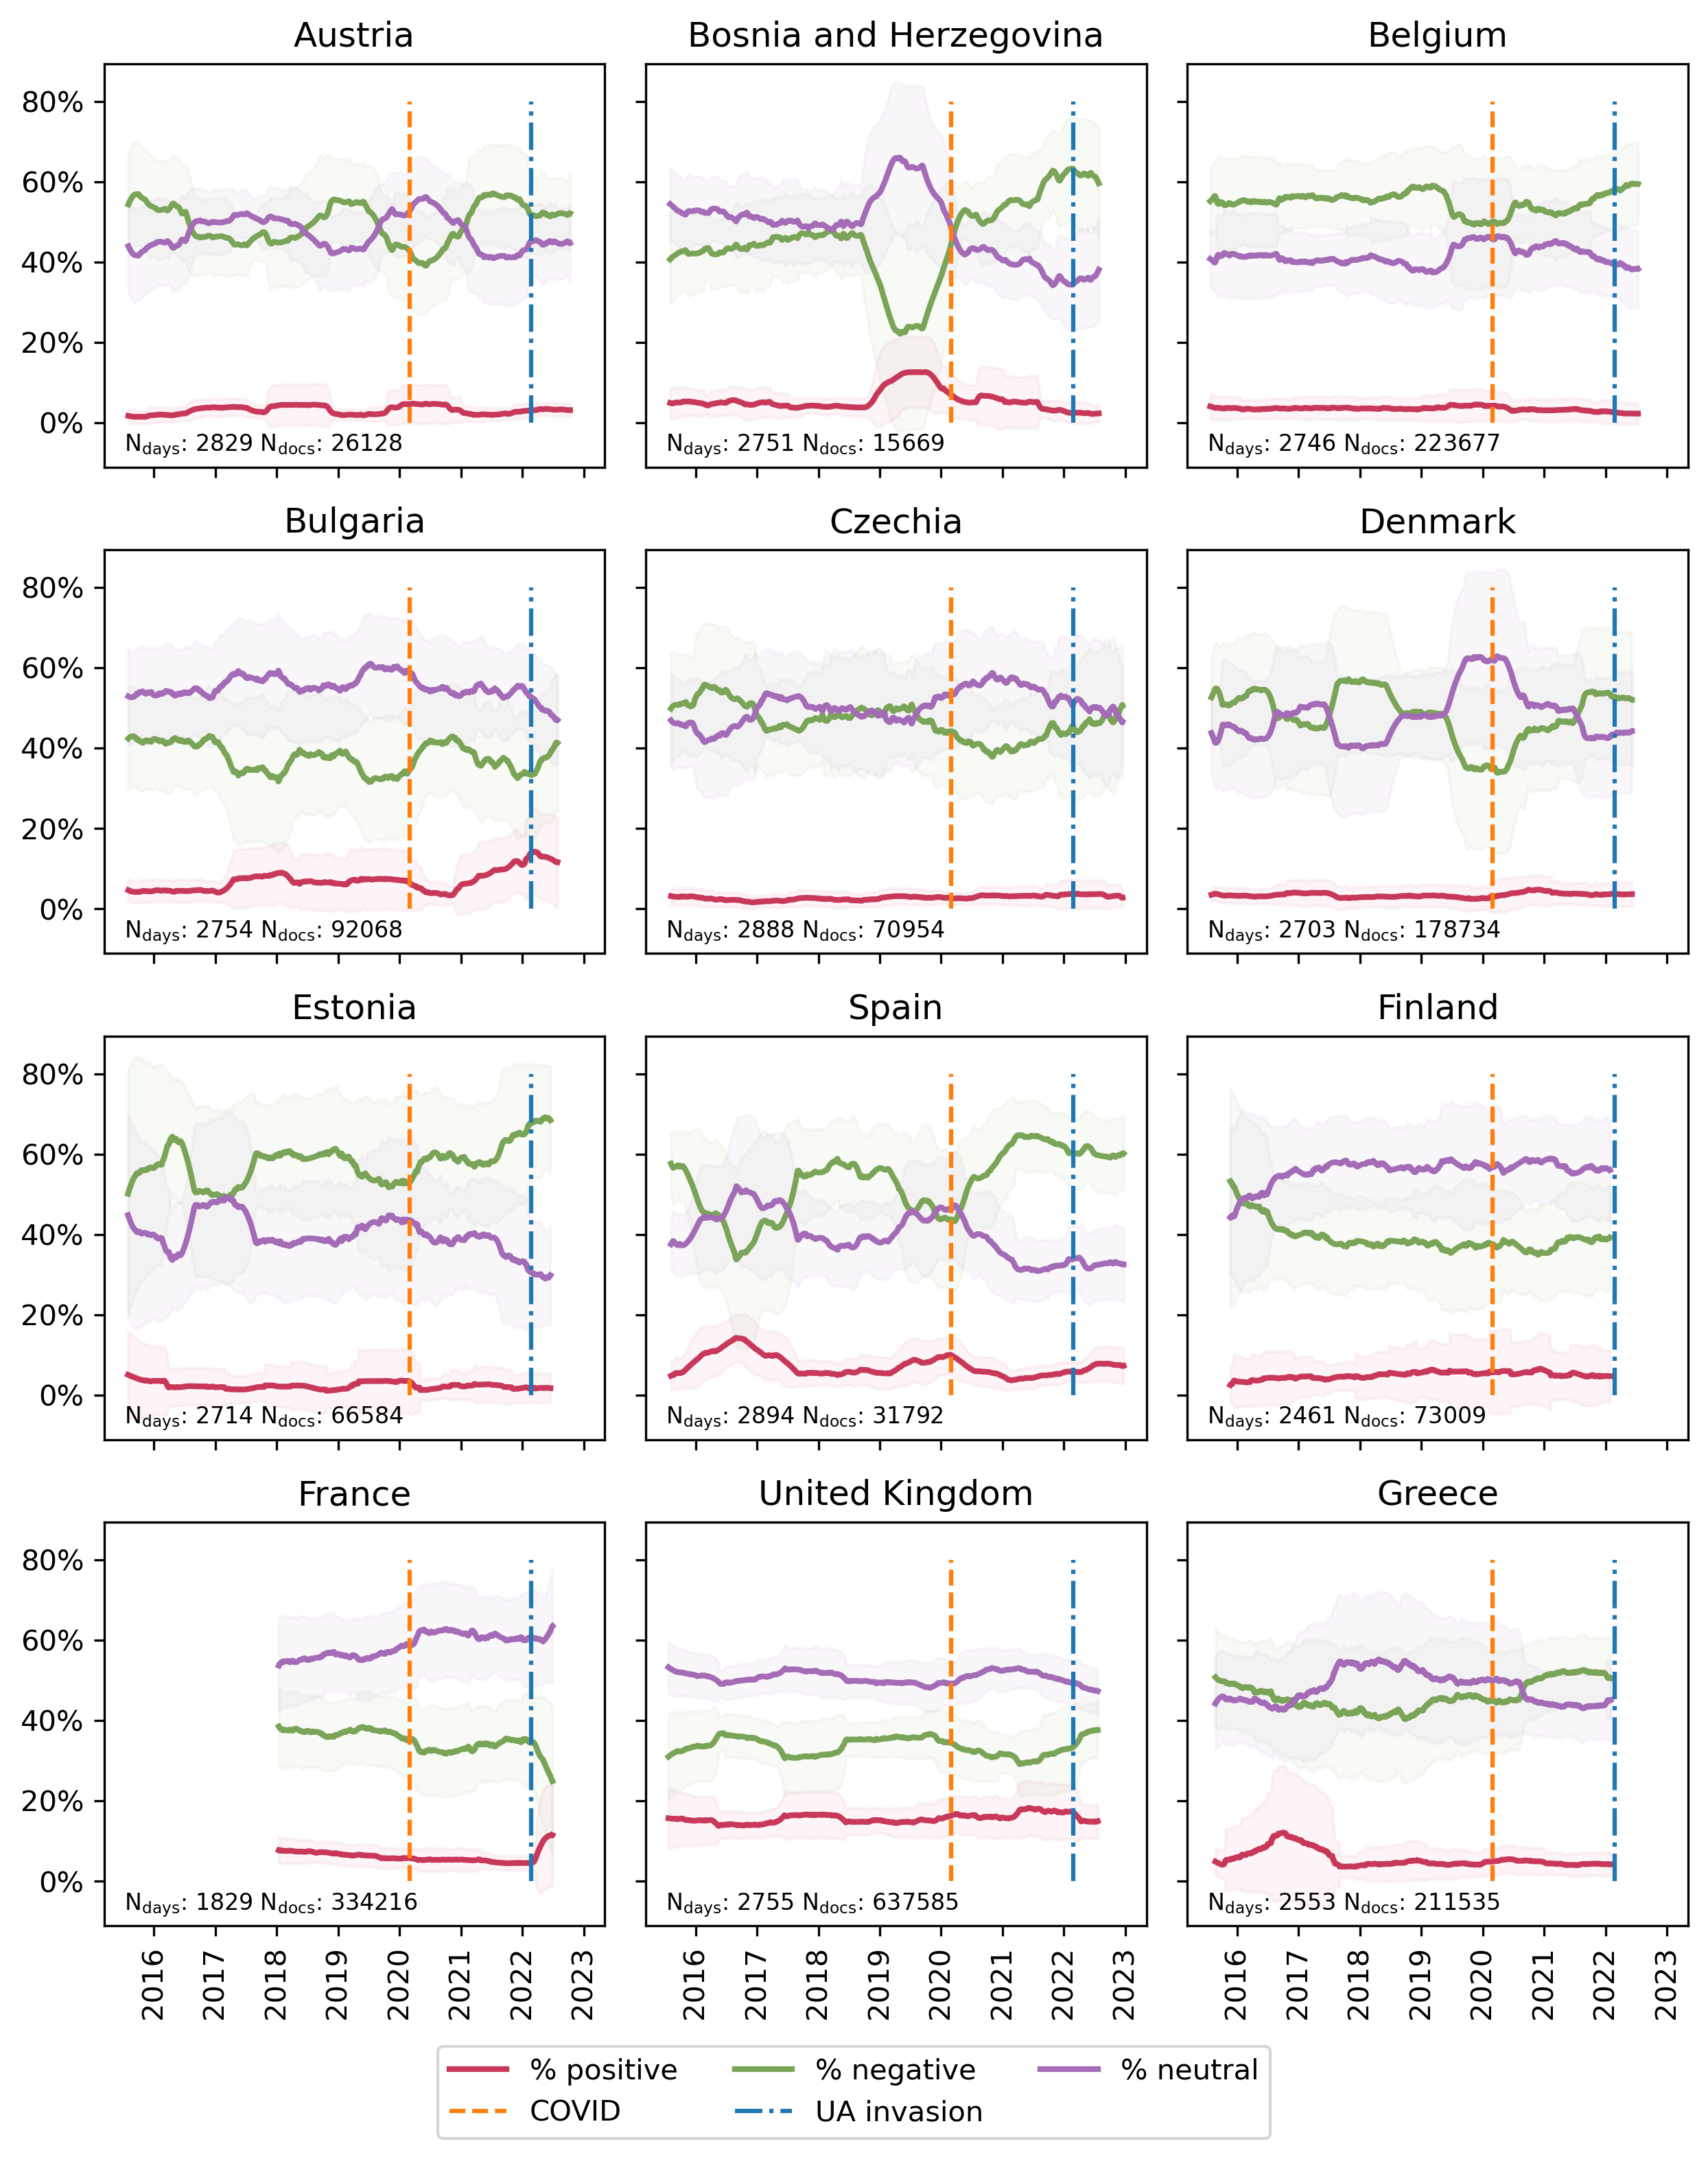 Austria
Bosnia and Herzegovina
Belgium
80%
60%
40%
20%
0%
Ndays: 2829 Ndocs: 26128
Ndays: 2751 Ndocs: 15669
Ndays: 2746 Ndocs: 223677
Bulgaria
Czechia
Denmark
80%
60%
40%
20%
0%
Ndays: 2754 Ndocs: 92068
Ndays: 2888 Ndocs: 70954
Ndays: 2703 Ndocs: 178734
Estonia
Spain
Finland
80%
60%
40%
20%
0%
Ndays: 2714 Ndocs: 66584
Ndays: 2894 Ndocs: 31792
Ndays: 2461 Ndocs: 73009
France
United Kingdom
Greece
80%
60%
40%
20%
0%
Ndays: 1829 Ndocs: 334216
Ndays: 2755 Ndocs: 637585
Ndays: 2553 Ndocs: 211535
2016 2017 2018 2019 2020 2021 2022 2023
2016 2017 2018 2019 2020 2021 2022 2023
2016 2017 2018 2019 2020 2021 2022 2023
% positive % negative % neutral
COVID UA invasion